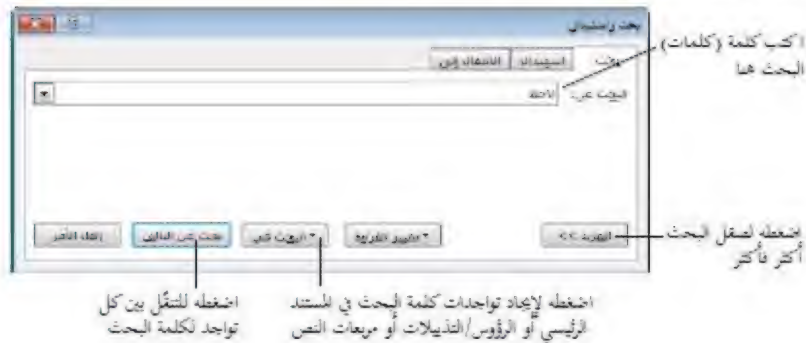 بحث واستبدال
اكتب كلمة (كلمات)
البحث هنا
بحث استبدال الانتقال إلى
البحث عن:
المزيد >>
تمييز القراءة
البحث في
بحث عن التالي
إلغاء الأمر
اضغطه لصقل البحث
أكثر فأكثر
اضغطه لإيجاد تواجدات كلمة البحث في المستند
الرئيسي أو الرؤوس/التذييلات أو مربعات النص
اضغطه للتنقّل بين كل
تواجد لكلمة البحث